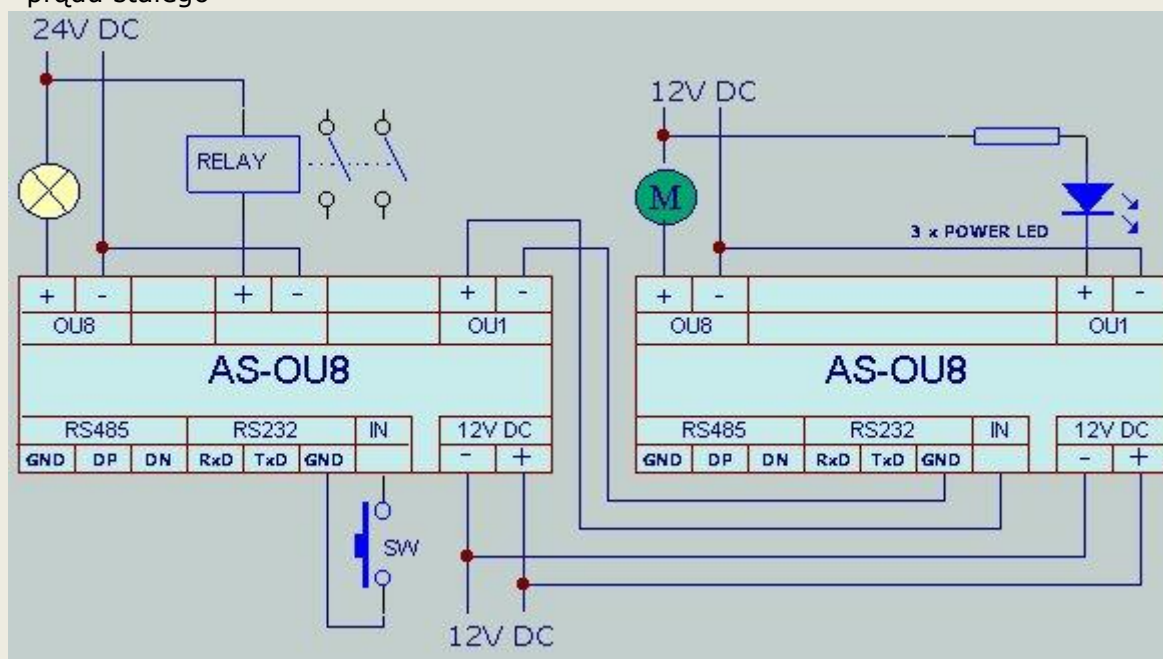 prądu stałego
24V DC
12V DC
RELAY
M
3 x POWER LED
+ - + - + -
OU8 OU1
AS-OU8
RS485 RS232 IN 12V DC
GND DP DN RxD TxD GND - +
+ - + -
OU8 OU1
AS-OU8
RS485 RS232 IN 12V DC
GND DP DN RxD TxD GND - +
SW
12V DC